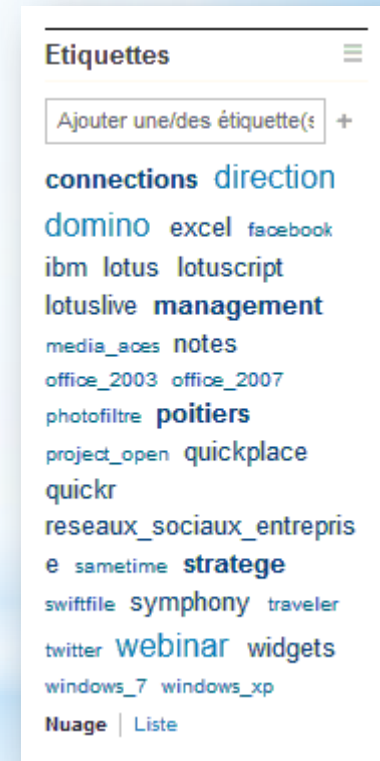 Etiquettes
Ajouter une/des étiquette(s
connections direction
domino excel facebook
ibm lotus lotuscript
lotuslive management
media_aces notes
office_2003 office_2007
photofiltre poitiers
project_open quickplace
quickr
reseaux_sociaux_entrepris
e sametime stratege
swiftfile symphony traveler
twitter webinar widgets
windows_7 windows_xp
Nuage | Liste